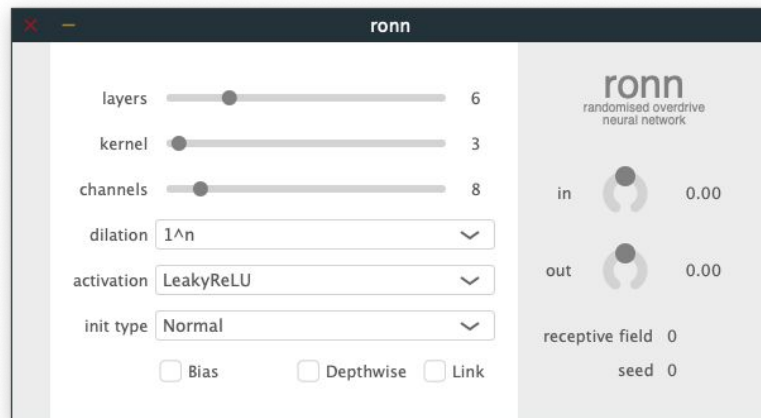 ronn
layers 6
kernel 3
channels 8
dilation 1^n
activation LeakyReLU
init type Normal
Bias Depthwise Link
ronn
randomised overdrive
neural network
in 0.00
out 0.00
receptive field 0
seed 0